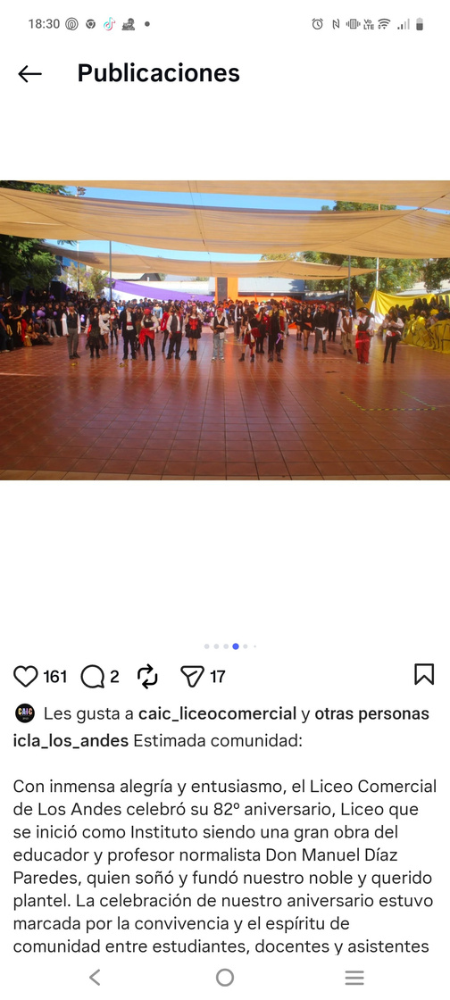 18:30
Vo
LTE
Publicaciones
161 2 17
CAIC
Les gusta a caic_liceocomercial y otras personas
icla_los_andes Estimada comunidad:
Con inmensa alegría y entusiasmo, el Liceo Comercial
de Los Andes celebró su 82º aniversario, Liceo que
se inició como Instituto siendo una gran obra del
educador y profesor normalista Don Manuel Díaz
Paredes, quien soñó y fundó nuestro noble y querido
plantel. La celebración de nuestro aniversario estuvo
marcada por la convivencia y el espíritu de
comunidad entre estudiantes, docentes y asistentes